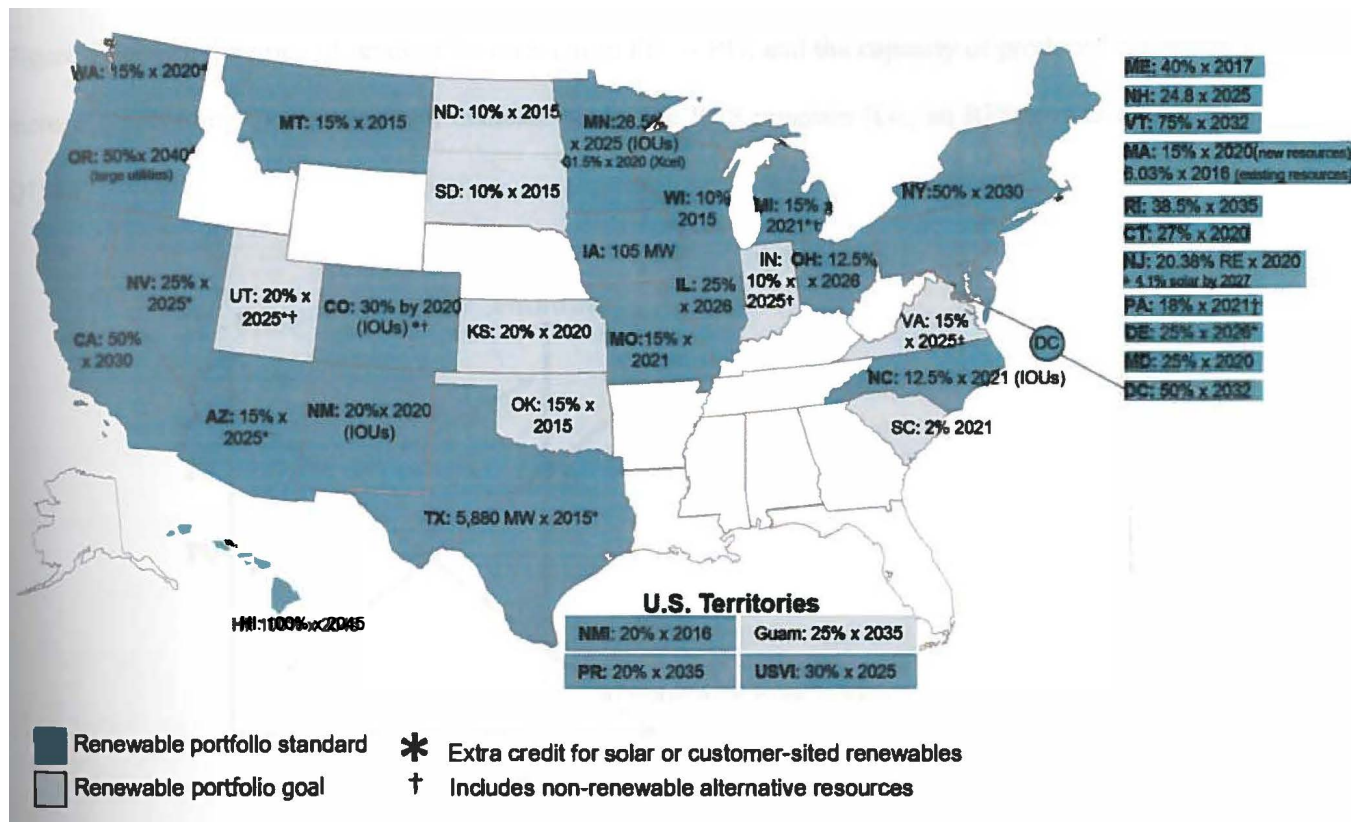 and the capacity of
WA: 15% x 2020*
MT: 15% x 2015
ND: 10% x 2015
MN:26.5%
x 2025 (IOUs)
31.5% x 2020 (Xcel)
OR: 50%x 2040*
(large utilities)
SD: 10% x 2015
WI: 10%
2015
MI: 15% x
2021*†
NY:50% x 2030
NV: 25% x
2025*
UT: 20% x
2025*†
CO: 30% by 2020
(IOUs) *†
IA: 105 MW
IL: 25%
x 2026
IN:
10% x
2025†
OH: 12.5%
x 2026
CA: 50%
x 2030
KS: 20% x 2020
MO:15% x
2021
VA: 15%
x 2025†
DC
NC: 12.5% x 2021 (IOUs)
AZ: 15% x
2025*
NM: 20%x 2020
(IOUs)
OK: 15% x
2015
SC: 2% 2021
TX: 5,880 MW x 2015*
HI: 100% x 2045
ME: 40% x 2017
NH: 24.8 x 2025
VT: 75% x 2032
MA: 15% x 2020(new resources)
6.03% x 2016 (existing resources)
RI: 38.5% x 2035
CT: 27% x 2020
NJ: 20.38% RE x 2020
+ 4.1% solar by 2027
PA: 18% x 2021†
DE: 25% x 2026*
MD: 25% x 2020
DC: 50% x 2032
U.S. Territories
NMI: 20% x 2016
Guam: 25% x 2035
PR: 20% x 2035
USVI: 30% x 2025
Renewable portfolio standard
* Extra credit for solar or customer-sited renewables
Renewable portfolio goal
† Includes non-renewable alternative resources